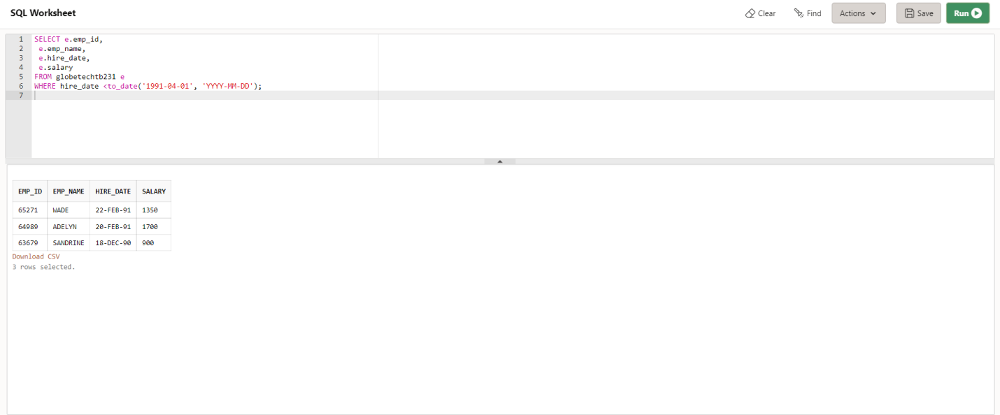 SQL Worksheet
Clear Find Actions Save Run
1 SELECT e.emp_id,
2 e.emp_name,
3 e.hire_date,
4 e.salary
5 FROM globetechtb231 e
6 WHERE hire_date <to_date('1991-04-01', 'YYYY-MM-DD');
7
EMP_ID EMP_NAME HIRE_DATE SALARY
65271 WADE 22-FEB-91 1350
64989 ADELYN 20-FEB-91 1700
63679 SANDRINE 18-DEC-90 900
Download CSV
3 rows selected.